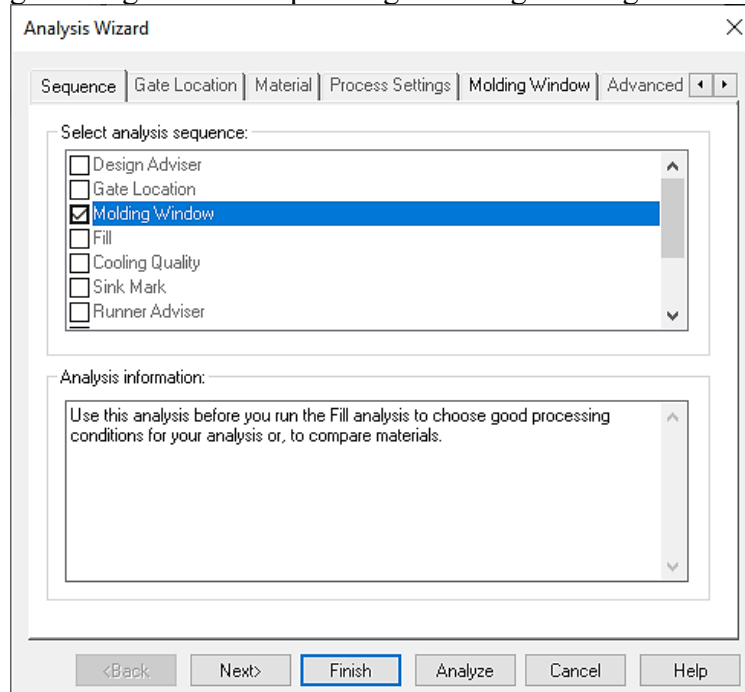 Analysis Wizard
Sequence Gate Location Material Process Settings Molding Window Advanced
Select analysis sequence:
Design Adviser
Gate Location
Molding Window
Fill
Cooling Quality
Sink Mark
Runner Adviser
Analysis information:
Use this analysis before you run the Fill analysis to choose good processing
conditions for your analysis or, to compare materials.
<Back Next> Finish Analyze Cancel Help